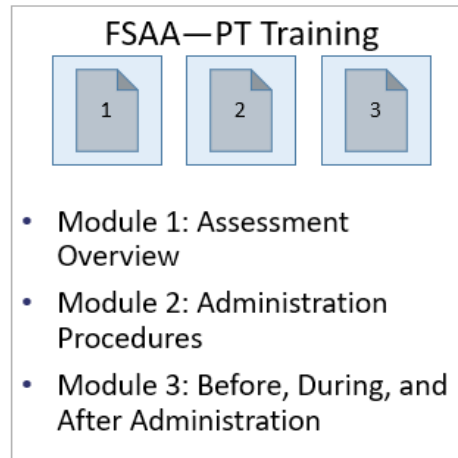 FSAA—PT Training
1 2 3
• Module 1: Assessment
Overview
• Module 2: Administration
Procedures
• Module 3: Before, During, and
After Administration